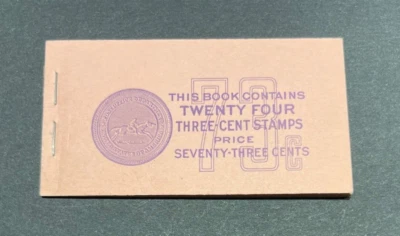 THIS BOOK CONTAINS
TWENTY FOUR
THREE-CENT STAMPS
PRICE
SEVENTY-THREE CENTS
73c